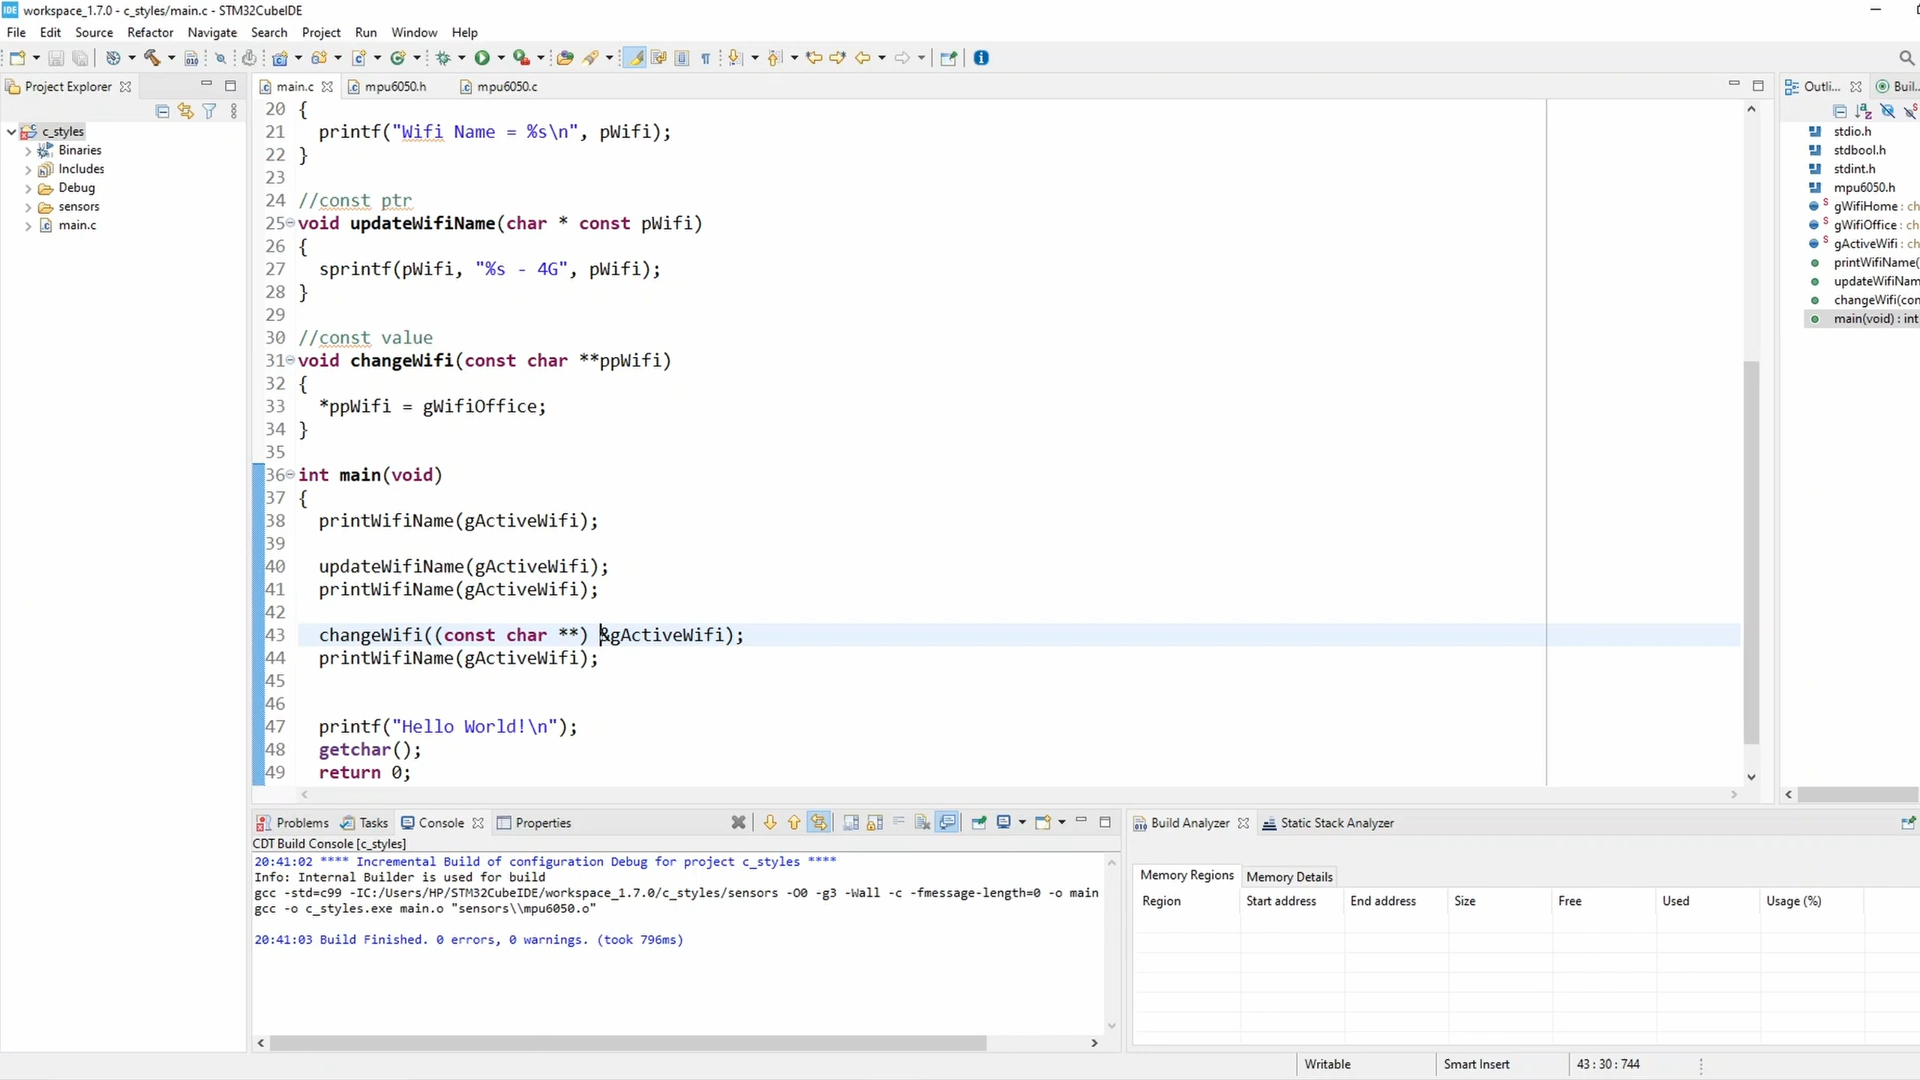 IDE workspace_1.7.0 - c_styles/main.c - STM32CubeIDE
File Edit Source Refactor Navigate Search Project Run Window Help
Project Explorer
main.c mpu6050.h mpu6050.c
Outli... Buil...
c_styles
Binaries
Includes
Debug
sensors
main.c
20 {
21 printf("Wifi Name = %s\n", pWifi);
22 }
23
24 //const ptr
25 void updateWifiName(char * const pWifi)
26 {
27 sprintf(pWifi, "%s - 4G", pWifi);
28 }
29
30 //const value
31 void changeWifi(const char **ppWifi)
32 {
33 *ppWifi = gWifiOffice;
34 }
35
36 int main(void)
37 {
38 printWifiName(gActiveWifi);
39
40 updateWifiName(gActiveWifi);
41 printWifiName(gActiveWifi);
42
43 changeWifi((const char **) &gActiveWifi);
44 printWifiName(gActiveWifi);
45
46
47 printf("Hello World!\n");
48 getchar();
49 return 0;
stdio.h
stdbool.h
stdint.h
mpu6050.h
S gWifiHome : ch
S gWifiOffice : ch
S gActiveWifi : ch
printWifiName(
updateWifiNam
changeWifi(con
main(void) : int
Problems Tasks Console Properties
CDT Build Console [c_styles]
20:41:02 **** Incremental Build of configuration Debug for project c_styles ****
Info: Internal Builder is used for build
gcc -std=c99 -IC:/Users/HP/STM32CubeIDE/workspace_1.7.0/c_styles/sensors -O0 -g3 -Wall -c -fmessage-length=0 -o main
gcc -o c_styles.exe main.o "sensors\\mpu6050.o"
20:41:03 Build Finished. 0 errors, 0 warnings. (took 796ms)
Build Analyzer Static Stack Analyzer
Memory Regions Memory Details
Region Start address End address Size Free Used Usage (%)
Writable Smart Insert 43 : 30 : 744